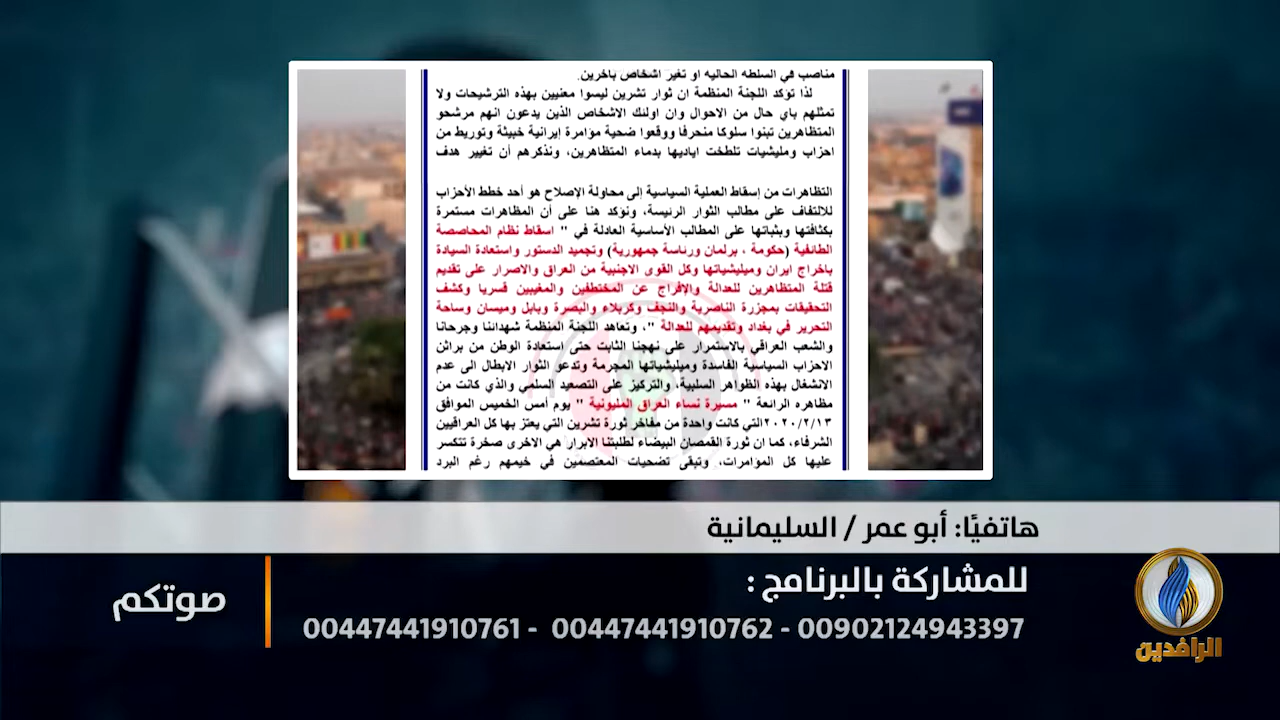 مناصب في السلطه الحاليه او تغير اشخاص باخرين.
لذا تؤكد اللجنة المنظمة ان ثوار تشرين ليسوا معنيين بهذه الترشيحات ولا
تمثلهم باي حال من الاحوال وان اولئك الاشخاص الذين يدعون انهم مرشحو
المتظاهرين تبنوا سلوكا منحرفا ووقعوا ضحية مؤامرة إيرانية خبيثة وتوريط من
احزاب ومليشيات تلطخت اياديها بدماء المتظاهرين، ونذكرهم أن تغيير هدف
التظاهرات من إسقاط العملية السياسية إلى محاولة الإصلاح هو أحد خطط الأحزاب
للالتفاف على مطالب الثوار الرئيسة، ونؤكد هنا على أن المظاهرات مستمرة
بكثافتها وبثباتها على المطالب الأساسية العادلة في " اسقاط نظام المحاصصة
الطائفية (حكومة ، برلمان ورئاسة جمهورية) وتجميد الدستور واستعادة السيادة
باخراج ايران وميليشياتها وكل القوى الاجنبية من العراق والاصرار على تقديم
قتلة المتظاهرين للعدالة والإفراج عن المختطفين والمغيبين قسريا وكشف
التحقيقات بمجزرة الناصرية والنجف وكربلاء والبصرة وبابل وميسان وساحة
التحرير في بغداد وتقديمهم للعدالة "، وتعاهد اللجنة المنظمة شهدائنا وجرحانا
والشعب العراقي بالاستمرار على نهجنا الثابت حتى استعادة الوطن من براثن
الاحزاب السياسية الفاسدة وميليشياتها المجرمة وتدعو الثوار الابطال الى عدم
الانشغال بهذه الظواهر السلبية، والتركيز على التصعيد السلمي والذي كانت من
مظاهره الرائعة " مسيرة نساء العراق المليونية " يوم أمس الخميس الموافق
٢٠٢٠/٢/١٣التي كانت واحدة من مفاخر ثورة تشرين التي يعتز بها كل العراقيين
الشرفاء، كما ان ثورة القمصان البيضاء لطلبتنا الابرار هي الاخرى صخرة تتكسر
عليها كل المؤامرات، وتبقى تضحيات المعتصمين في خيمهم رغم البرد
هاتفيًا: أبو عمر / السليمانية
للمشاركة بالبرنامج :
00447441910761 - 00447441910762 - 00902124943397
صوتكم
الرافدين